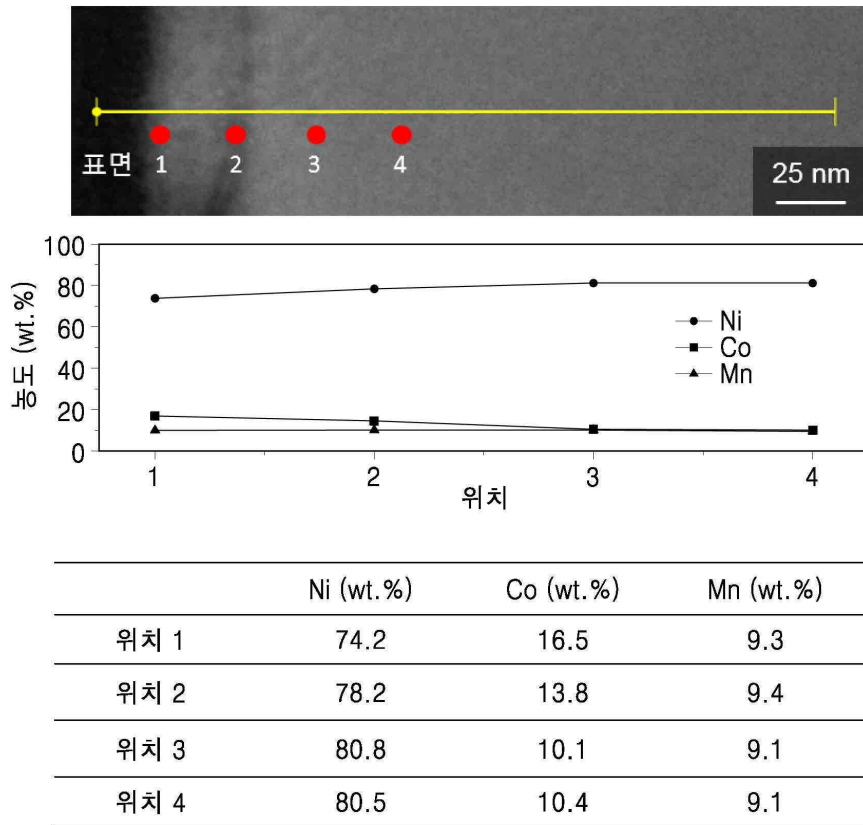 표면 1 2 3 4
25 nm
100
80
60
40
20
0
농도 (wt.%)
Ni
Co
Mn
1 2 3 4
위치
Ni (wt.%) Co (wt.%) Mn (wt.%)
위치 1 74.2 16.5 9.3
위치 2 78.2 13.8 9.4
위치 3 80.8 10.1 9.1
위치 4 80.5 10.4 9.1